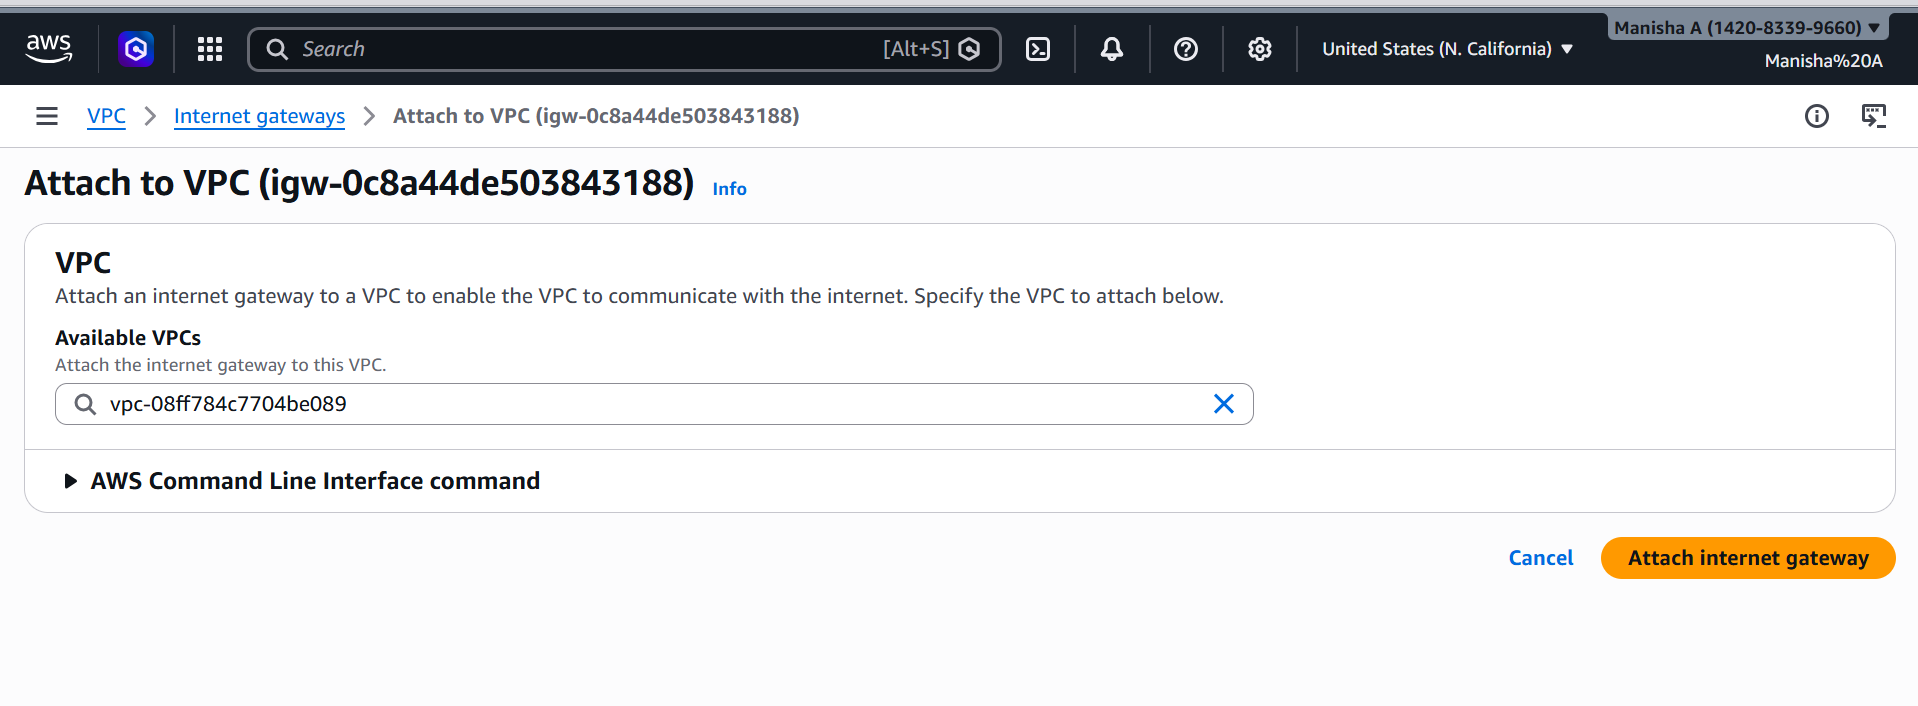 aws
Search
[Alt+S]
United States (N. California)
Manisha A (1420-8339-9660)
Manisha%20A
VPC
Internet gateways
Attach to VPC (igw-0c8a44de503843188)
Attach to VPC (igw-0c8a44de503843188)
Info
VPC
Attach an internet gateway to a VPC to enable the VPC to communicate with the internet. Specify the VPC to attach below.
Available VPCs
Attach the internet gateway to this VPC.
vpc-08ff784c7704be089
AWS Command Line Interface command
Cancel
Attach internet gateway